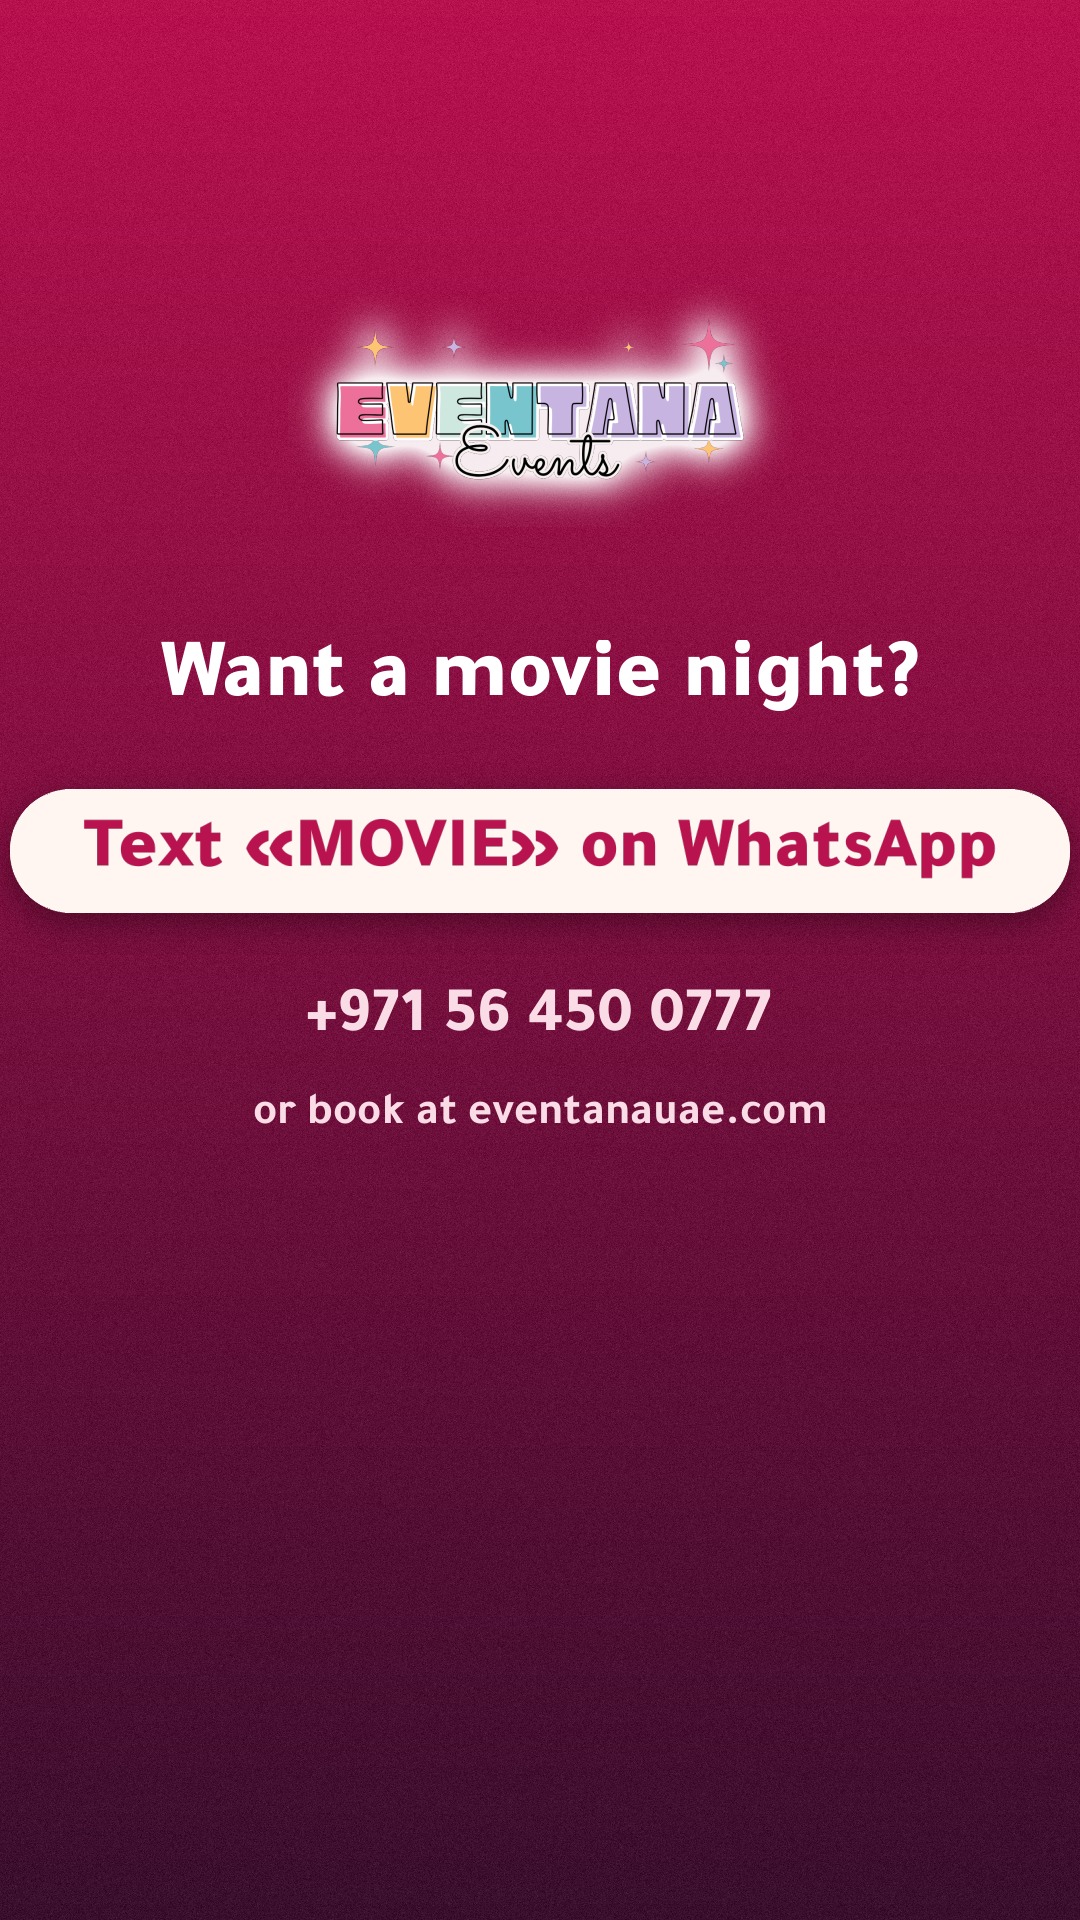 EVENTANA
Events
Want a movie night?
Text «MOVIE» on WhatsApp
+971 56 450 0777
or book at eventanauae.com